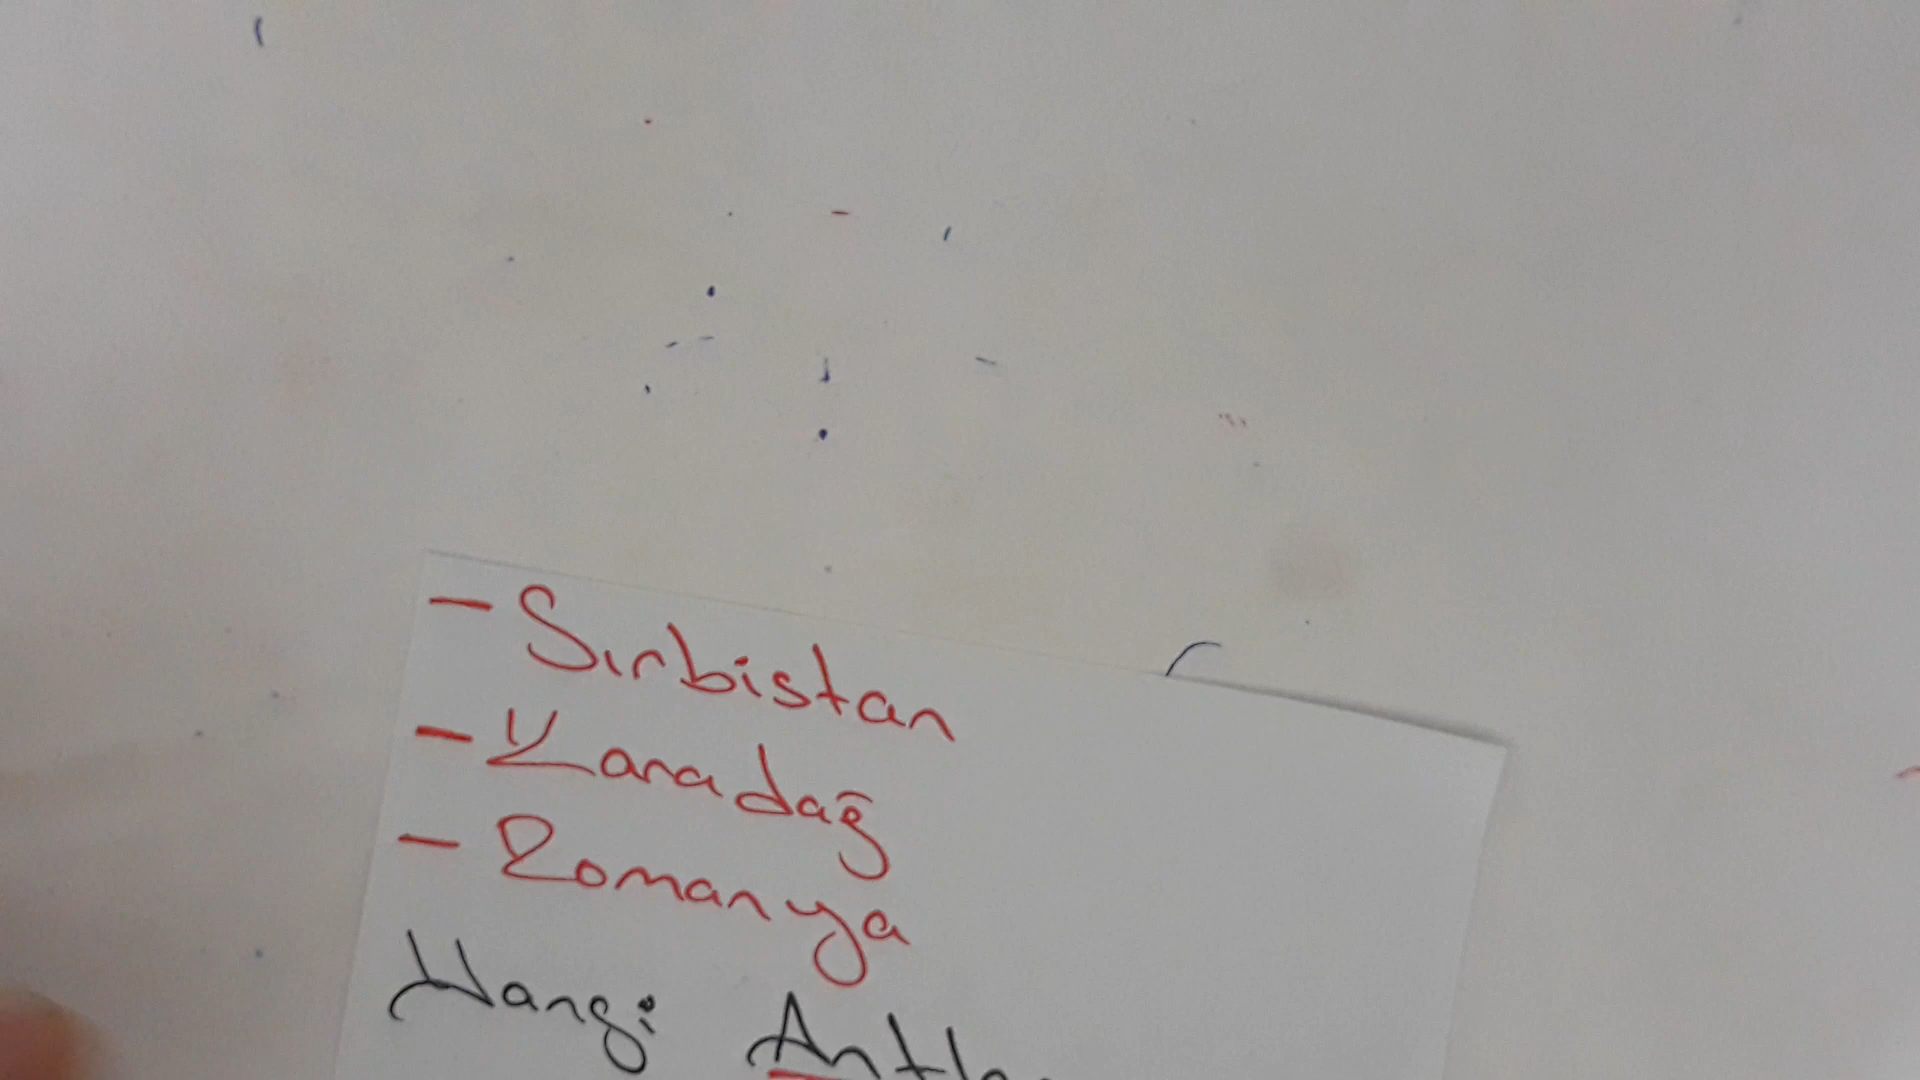 - Sırbistan
- Karadağ
- Romanya
Hangi